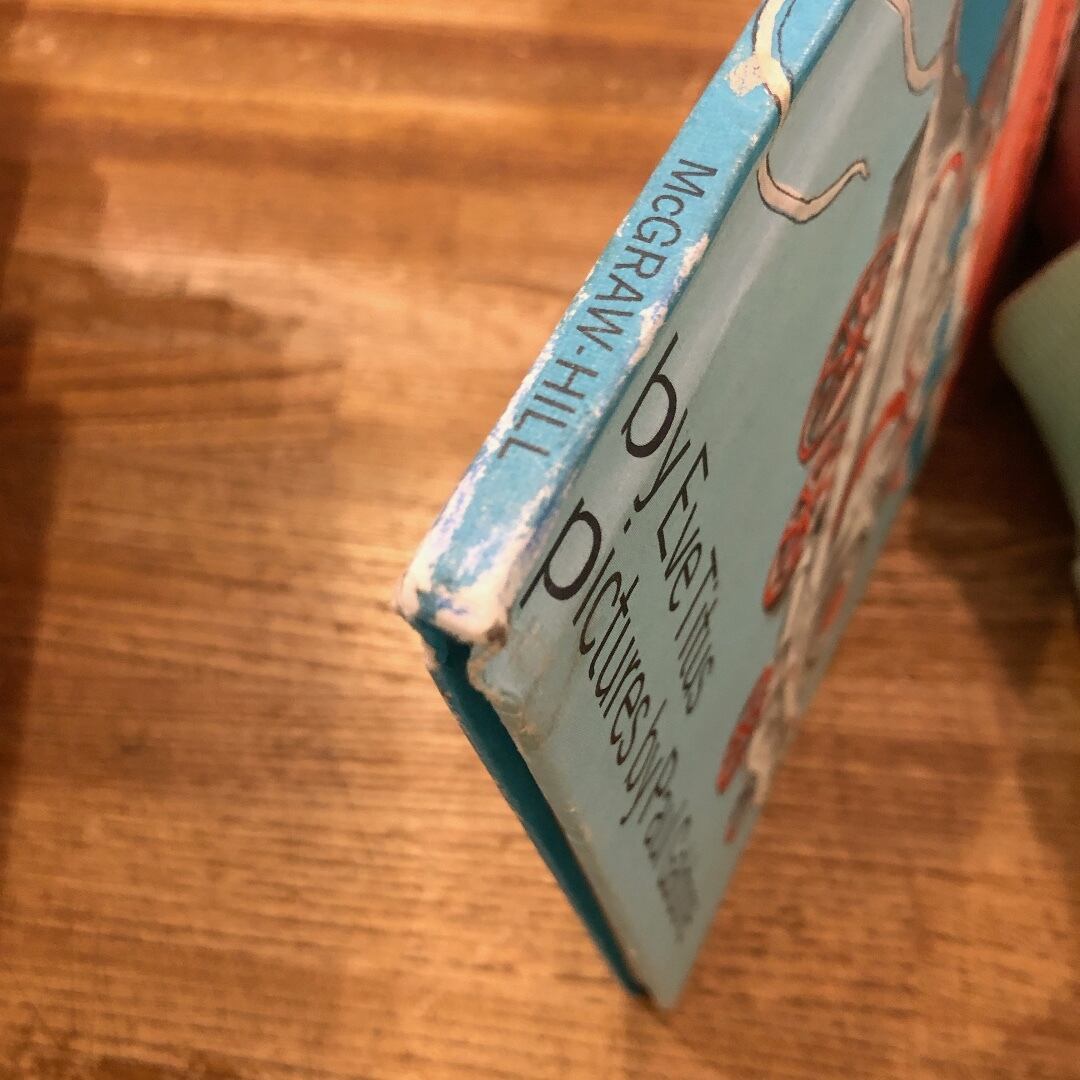 McGRAW-HILL
by Eve Titus
pictures by Paul Galdone